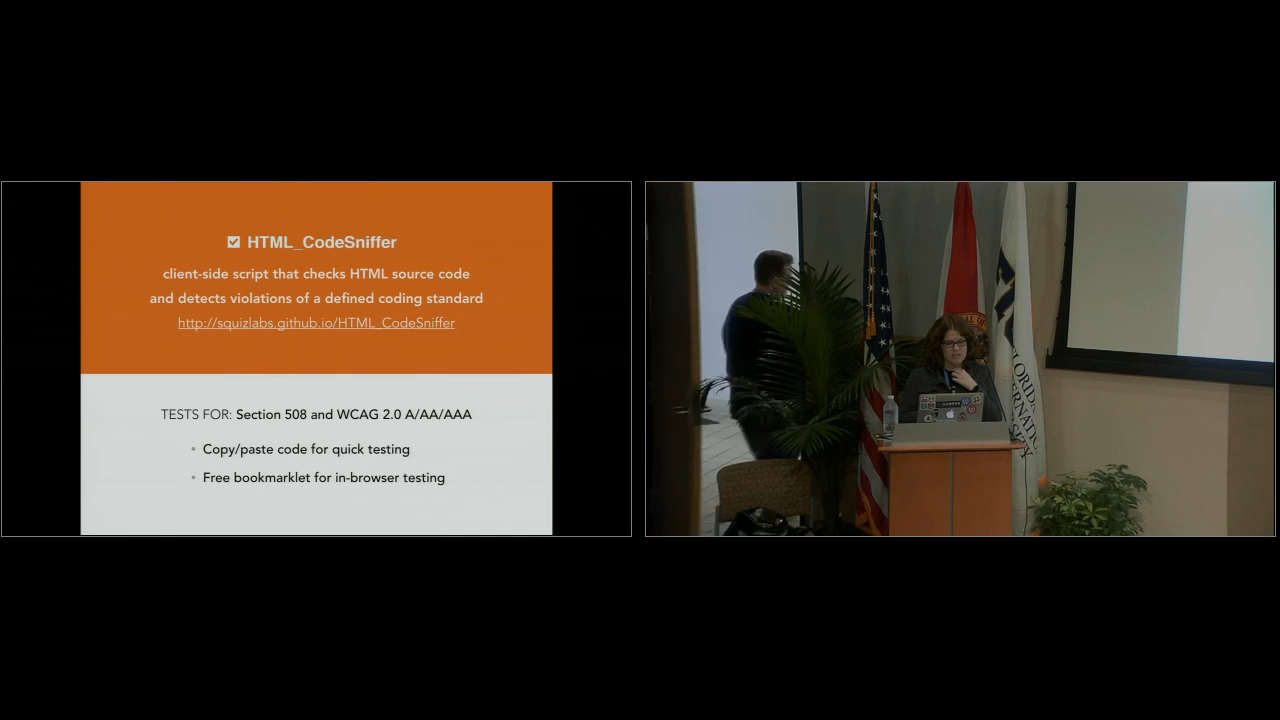 HTML_CodeSniffer
client-side script that checks HTML source code
and detects violations of a defined coding standard
http://squizlabs.github.io/HTML_CodeSniffer
TESTS FOR: Section 508 and WCAG 2.0 A/AA/AAA
• Copy/paste code for quick testing
• Free bookmarklet for in-browser testing